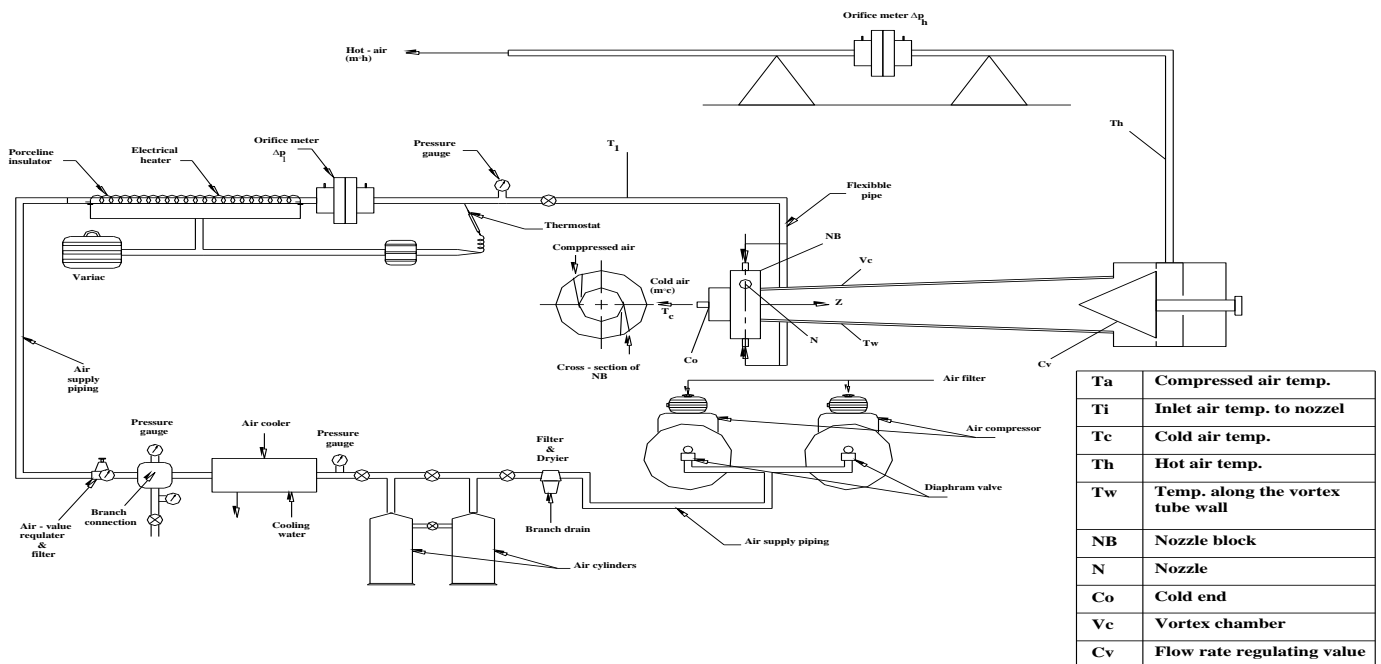 Orifice meter Δp
h
Hot - air
(m·h)
Th
Porceline
insulator
Electrical
heater
Orifice meter
Δp
l
Pressure
gauge
T1
Flexibble
pipe
NB
Thermostat
Variac
Comppressed air
Cold air
(m·c)
Tc
Vc
Z
N
Tw
Co
Cv
Cross - section of
NB
Air
supply
piping
Air filter
Air compressor
Diaphram valve
Pressure
gauge
Air cooler
Pressure
gauge
Filter
&
Dryier
Air - value
requlater
&
filter
Branch
connection
Cooling
water
Branch drain
Air supply piping
Air cylinders
Ta Compressed air temp.
Ti Inlet air temp. to nozzel
Tc Cold air temp.
Th Hot air temp.
Tw Temp. along the vortex
tube wall
NB Nozzle block
N Nozzle
Co Cold end
Vc Vortex chamber
Cv Flow rate regulating value